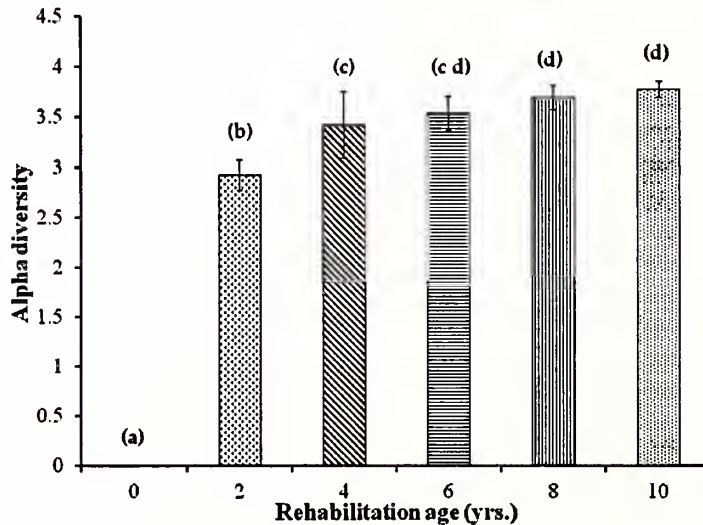 4.5
4
3.5
3
2.5
2
1.5
1
0.5
0
Alpha diversity
(a)
(b)
(c)
(c d)
(d)
(d)
0 2 4 6 8 10
Rehabilitation age (yrs.)